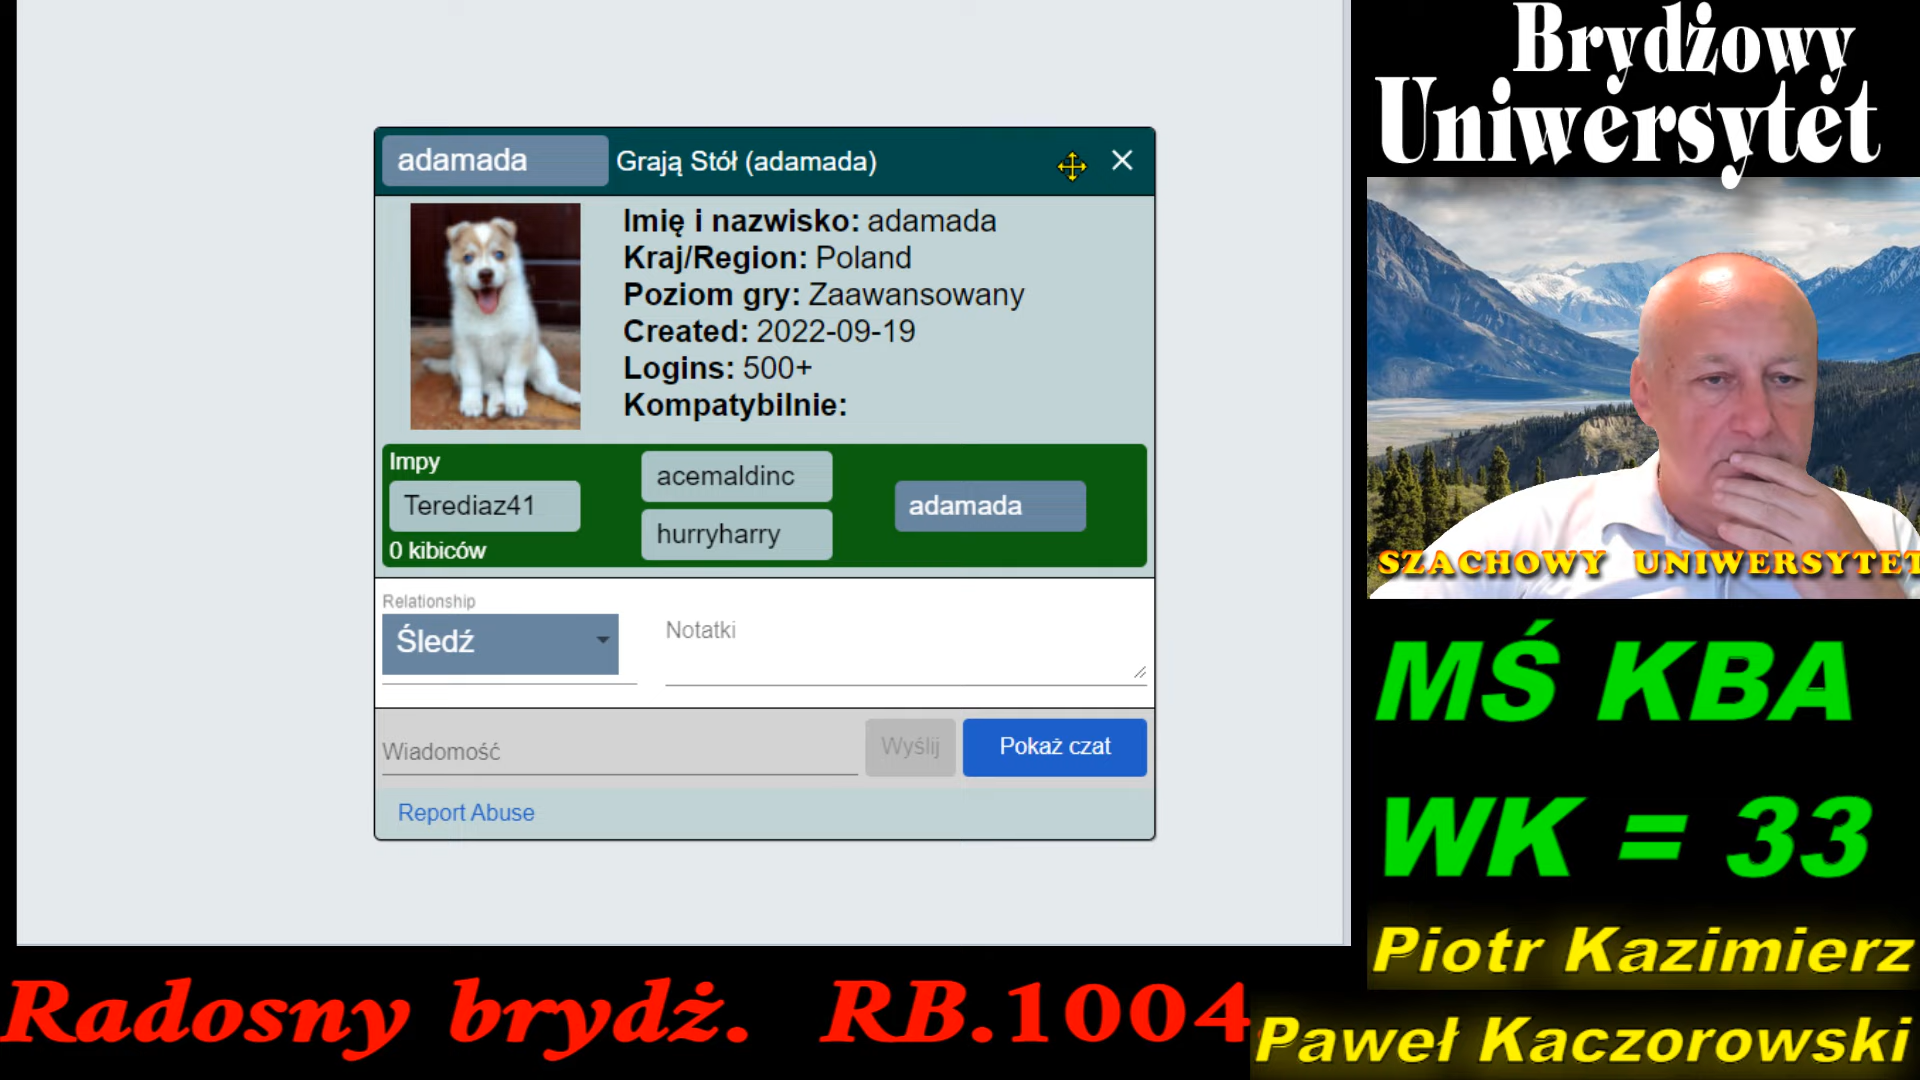 adamada
Grają Stół (adamada)
Imię i nazwisko: adamada
Kraj/Region: Poland
Poziom gry: Zaawansowany
Created: 2022-09-19
Logins: 500+
Kompatybilnie:
Impy
Terediaz41
0 kibiców
acemaldinc
hurryharry
adamada
Relationship
Śledź
Notatki
Wiadomość
Wyślij
Pokaż czat
Report Abuse
Brydżowy
Uniwersytet
SZACHOWY UNIWERSYTET
MŚ KBA
WK = 33
Piotr Kazimierz
Paweł Kaczorowski
Radosny brydż. RB.1004